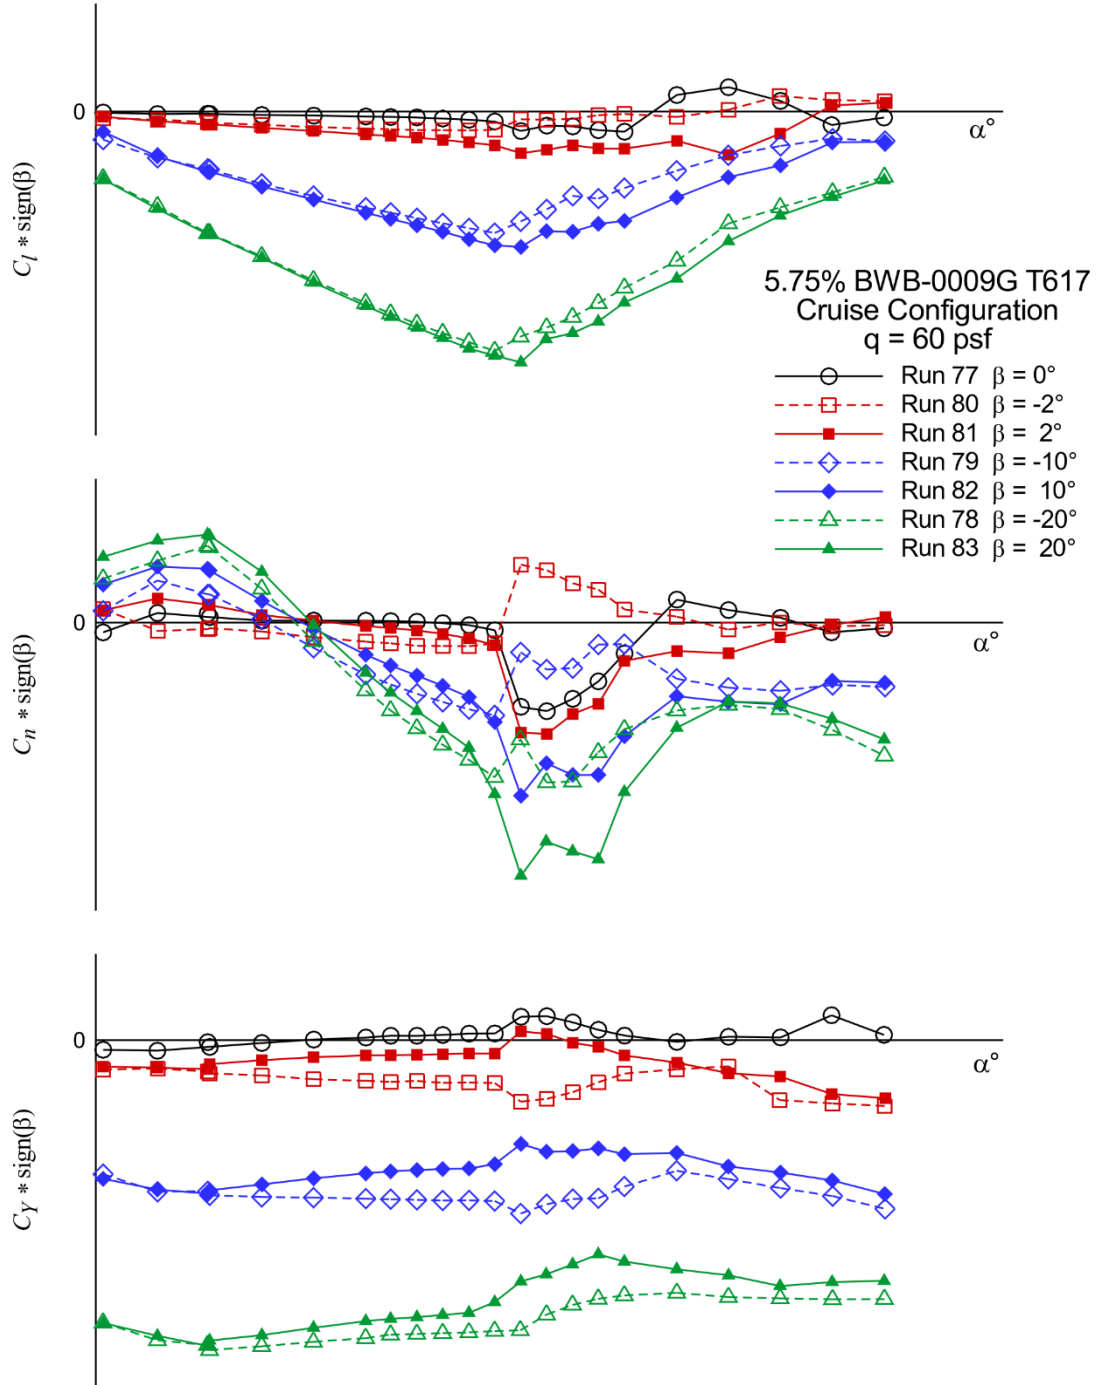 0
α°
C_l * sign(β)
5.75% BWB-0009G T617
Cruise Configuration
q = 60 psf
Run 77 β = 0°
Run 80 β = -2°
Run 81 β = 2°
Run 79 β = -10°
Run 82 β = 10°
Run 78 β = -20°
Run 83 β = 20°
0
α°
C_n * sign(β)
0
α°
C_Y * sign(β)